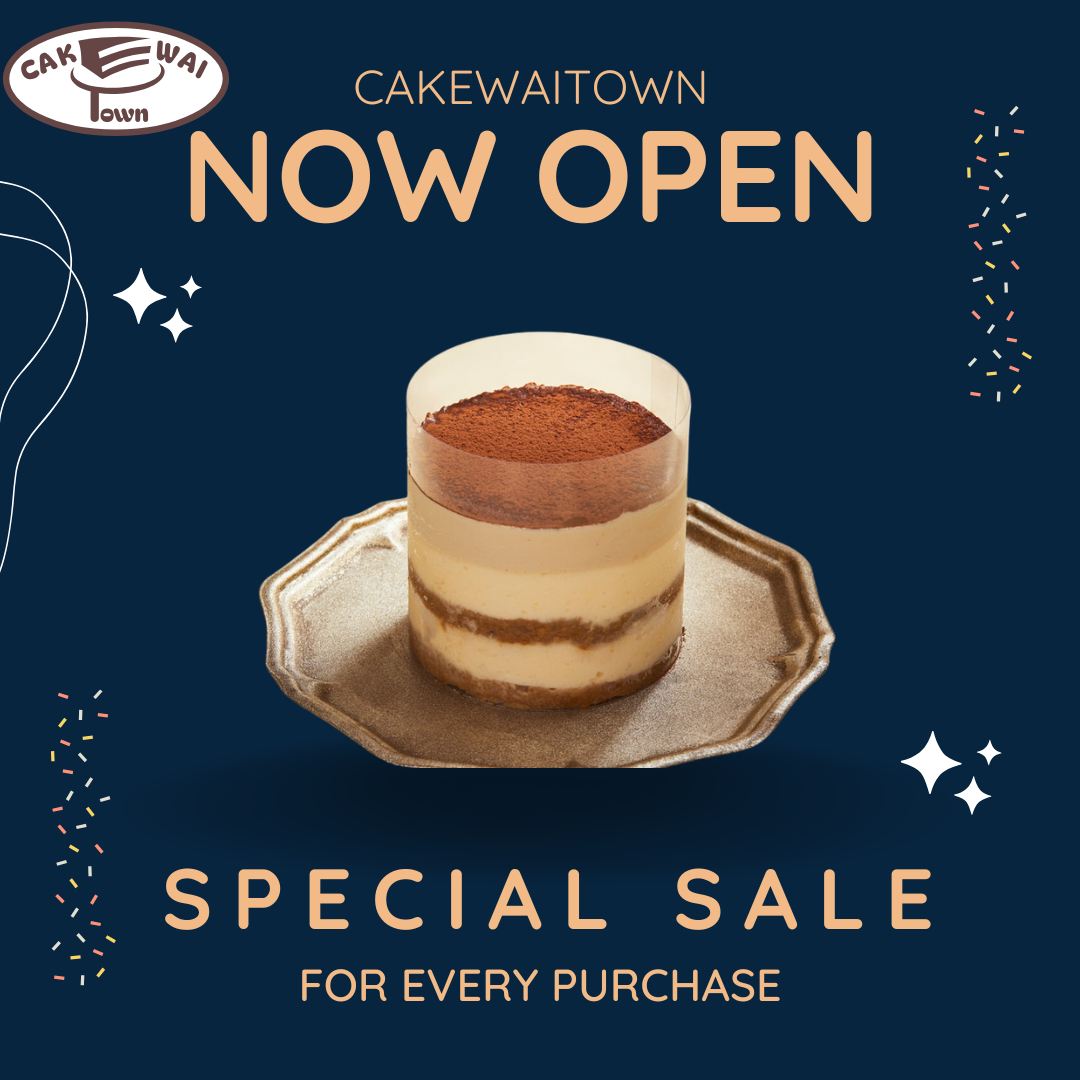 CAKEWAI
Town
CAKEWAITOWN
NOW OPEN
SPECIAL SALE
FOR EVERY PURCHASE